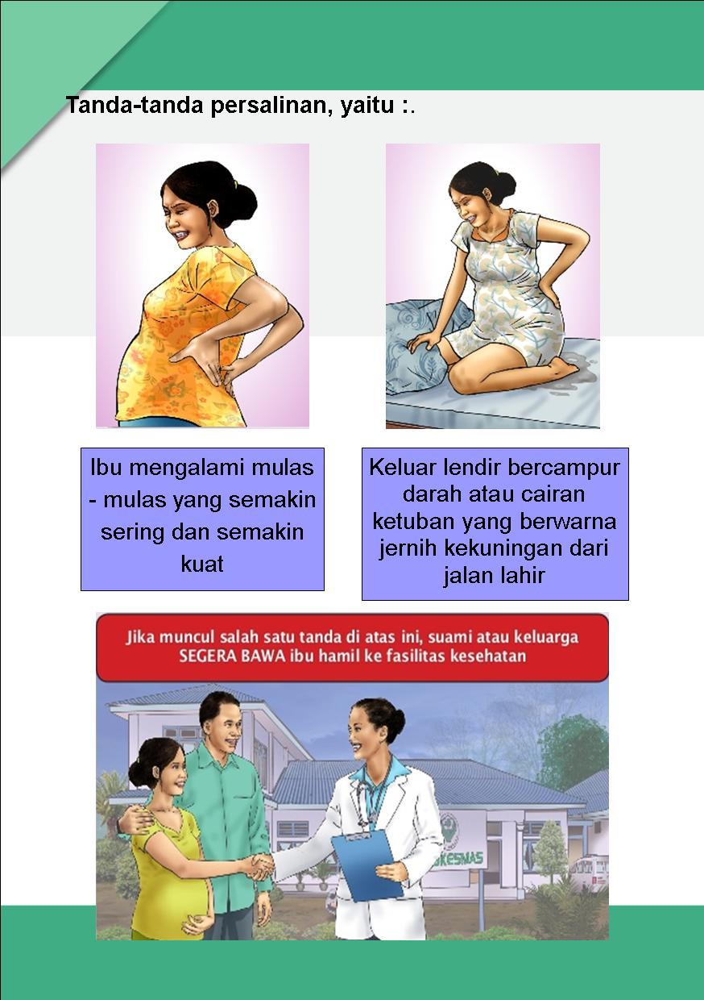 Tanda-tanda persalinan, yaitu :.
Ibu mengalami mulas
- mulas yang semakin
sering dan semakin
kuat
Keluar lendir bercampur
darah atau cairan
ketuban yang berwarna
jernih kekuningan dari
jalan lahir
Jika muncul salah satu tanda di atas ini, suami atau keluarga
SEGERA BAWA ibu hamil ke fasilitas kesehatan